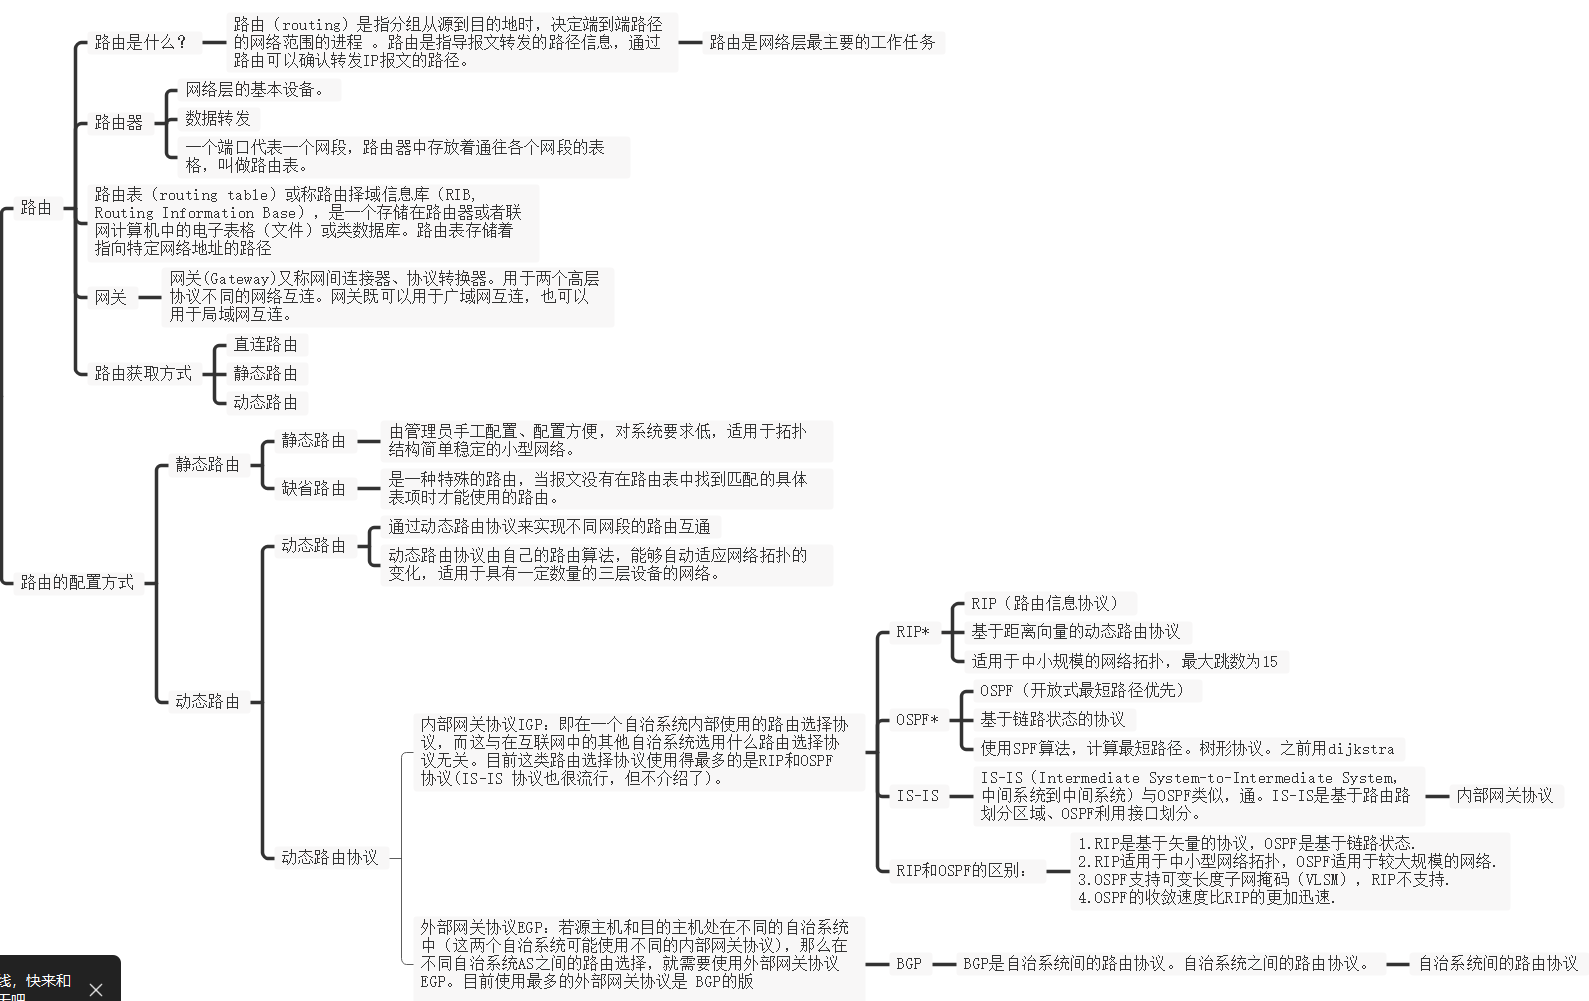 路由
路由是什么？
路由（routing）是指分组从源到目的地时，决定端到端路径
的网络范围的进程 。路由是指导报文转发的路径信息，通过
路由可以确认转发IP报文的路径。
路由是网络层最主要的工作任务
路由器
网络层的基本设备。
数据转发
一个端口代表一个网段，路由器中存放着通往各个网段的表
格，叫做路由表。
路由表（routing table）或称路由择域信息库（RIB,
Routing Information Base），是一个存储在路由器或者联
网计算机中的电子表格（文件）或类数据库。路由表存储着
指向特定网络地址的路径
网关
网关(Gateway)又称网间连接器、协议转换器。用于两个高层
协议不同的网络互连。网关既可以用于广域网互连，也可以
用于局域网互连。
路由获取方式
直连路由
静态路由
动态路由
路由的配置方式
静态路由
静态路由
由管理员手工配置、配置方便，对系统要求低，适用于拓扑
结构简单稳定的小型网络。
缺省路由
是一种特殊的路由，当报文没有在路由表中找到匹配的具体
表项时才能使用的路由。
动态路由
动态路由
通过动态路由协议来实现不同网段的路由互通
动态路由协议由自己的路由算法，能够自动适应网络拓扑的
变化，适用于具有一定数量的三层设备的网络。
动态路由协议
内部网关协议IGP：即在一个自治系统内部使用的路由选择协
议，而这与在互联网中的其他自治系统选用什么路由选择协
议无关。目前这类路由选择协议使用得最多的是RIP和OSPF
协议(IS-IS 协议也很流行，但不介绍了)。
RIP*
RIP（路由信息协议）
基于距离向量的动态路由协议
适用于中小规模的网络拓扑，最大跳数为15
OSPF*
OSPF（开放式最短路径优先）
基于链路状态的协议
使用SPF算法，计算最短路径。树形协议。之前用dijkstra
IS-IS
IS-IS（Intermediate System-to-Intermediate System，
中间系统到中间系统）与OSPF类似，通。IS-IS是基于路由路
划分区域、OSPF利用接口划分。
内部网关协议
RIP和OSPF的区别：
1.RIP是基于矢量的协议，OSPF是基于链路状态.
2.RIP适用于中小型网络拓扑，OSPF适用于较大规模的网络.
3.OSPF支持可变长度子网掩码（VLSM），RIP不支持.
4.OSPF的收敛速度比RIP的更加迅速.
外部网关协议EGP：若源主机和目的主机处在不同的自治系统
中（这两个自治系统可能使用不同的内部网关协议），那么在
不同自治系统AS之间的路由选择，就需要使用外部网关协议
EGP。目前使用最多的外部网关协议是 BGP的版
BGP
BGP是自治系统间的路由协议。自治系统之间的路由协议。
自治系统间的路由协议
线，快来和